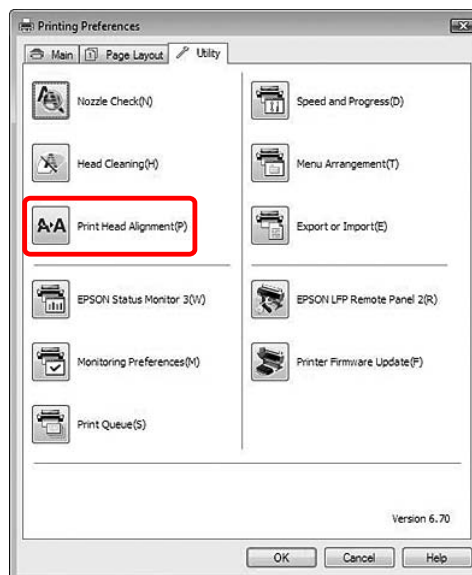 Printing Preferences
Main
Page Layout
Utility
Nozzle Check(N)
Speed and Progress(D)
Head Cleaning(H)
Menu Arrangement(T)
A▸A Print Head Alignment(P)
Export or Import(E)
EPSON Status Monitor 3(W)
EPSON LFP Remote Panel 2(R)
Monitoring Preferences(M)
Printer Firmware Update(F)
Print Queue(S)
Version 6.70
OK
Cancel
Help